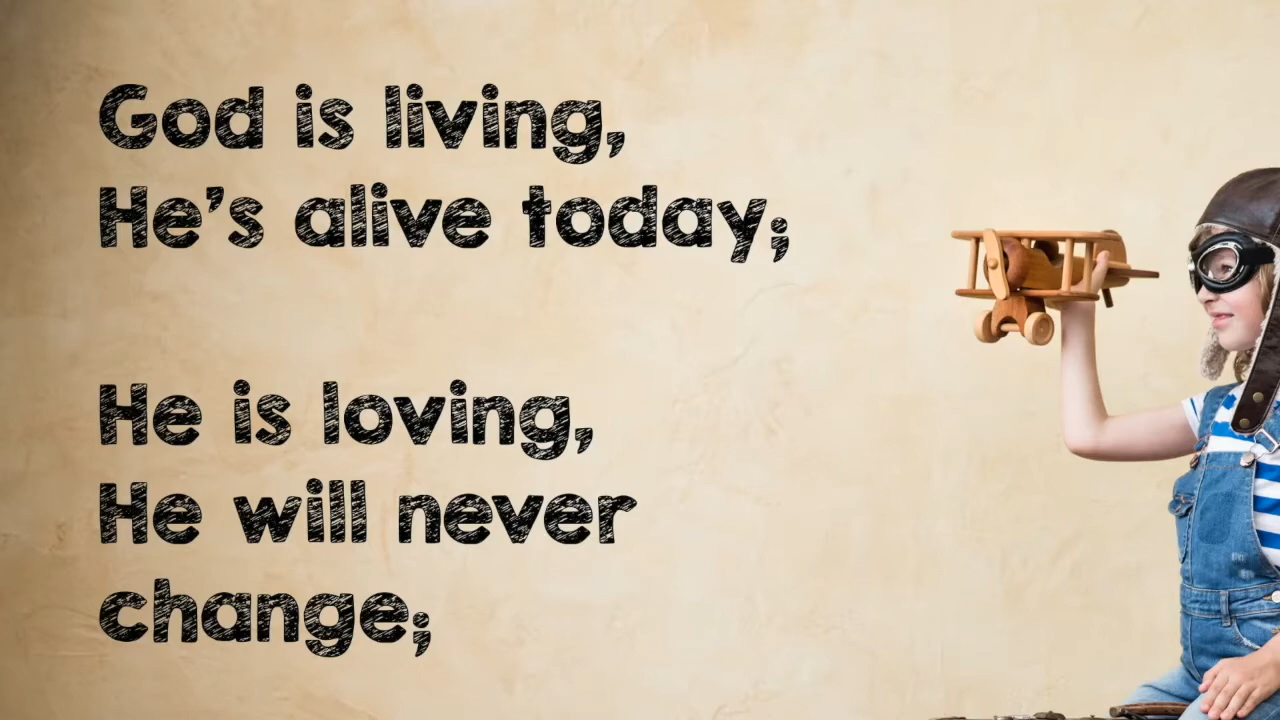 God is living,
He's alive today;
He is loving,
He will never
change;